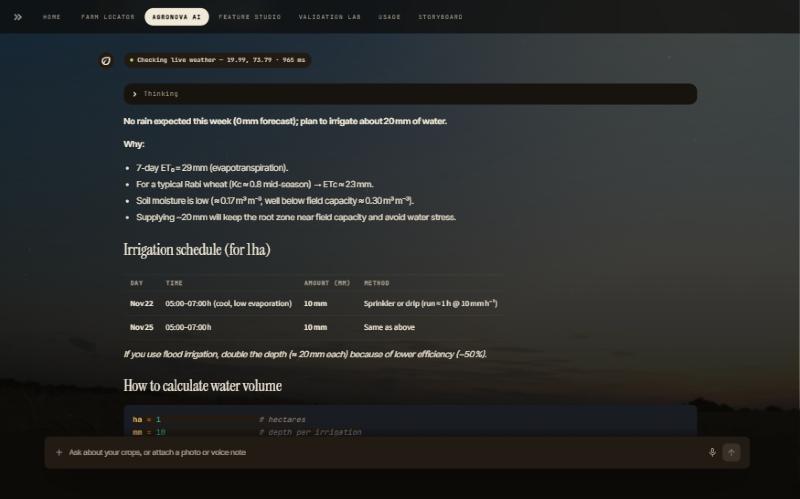 HOME FARM LOCATOR AGRONOVA AI FEATURE STUDIO VALIDATION LAB USAGE STORYBOARD
Checking live weather — 19.99, 73.79 · 965 ms
Thinking
No rain expected this week (0 mm forecast); plan to irrigate about 20 mm of water.
Why:
• 7-day ET₀ = 29 mm (evapotranspiration).
• For a typical Rabi wheat (Kc ≈ 0.8 mid-season) → ETc ≈ 23 mm.
• Soil moisture is low (≈ 0.17 m³ m⁻³, well below field capacity ≈ 0.30 m³ m⁻³).
• Supplying ~20 mm will keep the root zone near field capacity and avoid water stress.
Irrigation schedule (for 1 ha)
DAY TIME AMOUNT (MM) METHOD
Nov 22 05:00-07:00 h (cool, low evaporation) 10 mm Sprinkler or drip (run ≈ 1 h @ 10 mm h⁻¹)
Nov 25 05:00-07:00 h 10 mm Same as above
If you use flood irrigation, double the depth (≈ 20 mm each) because of lower efficiency (~50%).
How to calculate water volume
ha = 1 # hectares
mm = 10 # depth per irrigation
Ask about your crops, or attach a photo or voice note